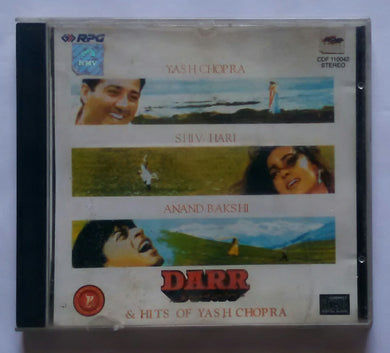 RPG
HMV
YASH CHOPRA
CDF 110042
STEREO
SHIV-HARI
ANAND BAKSHI
DARR
& HITS OF YASH CHOPRA